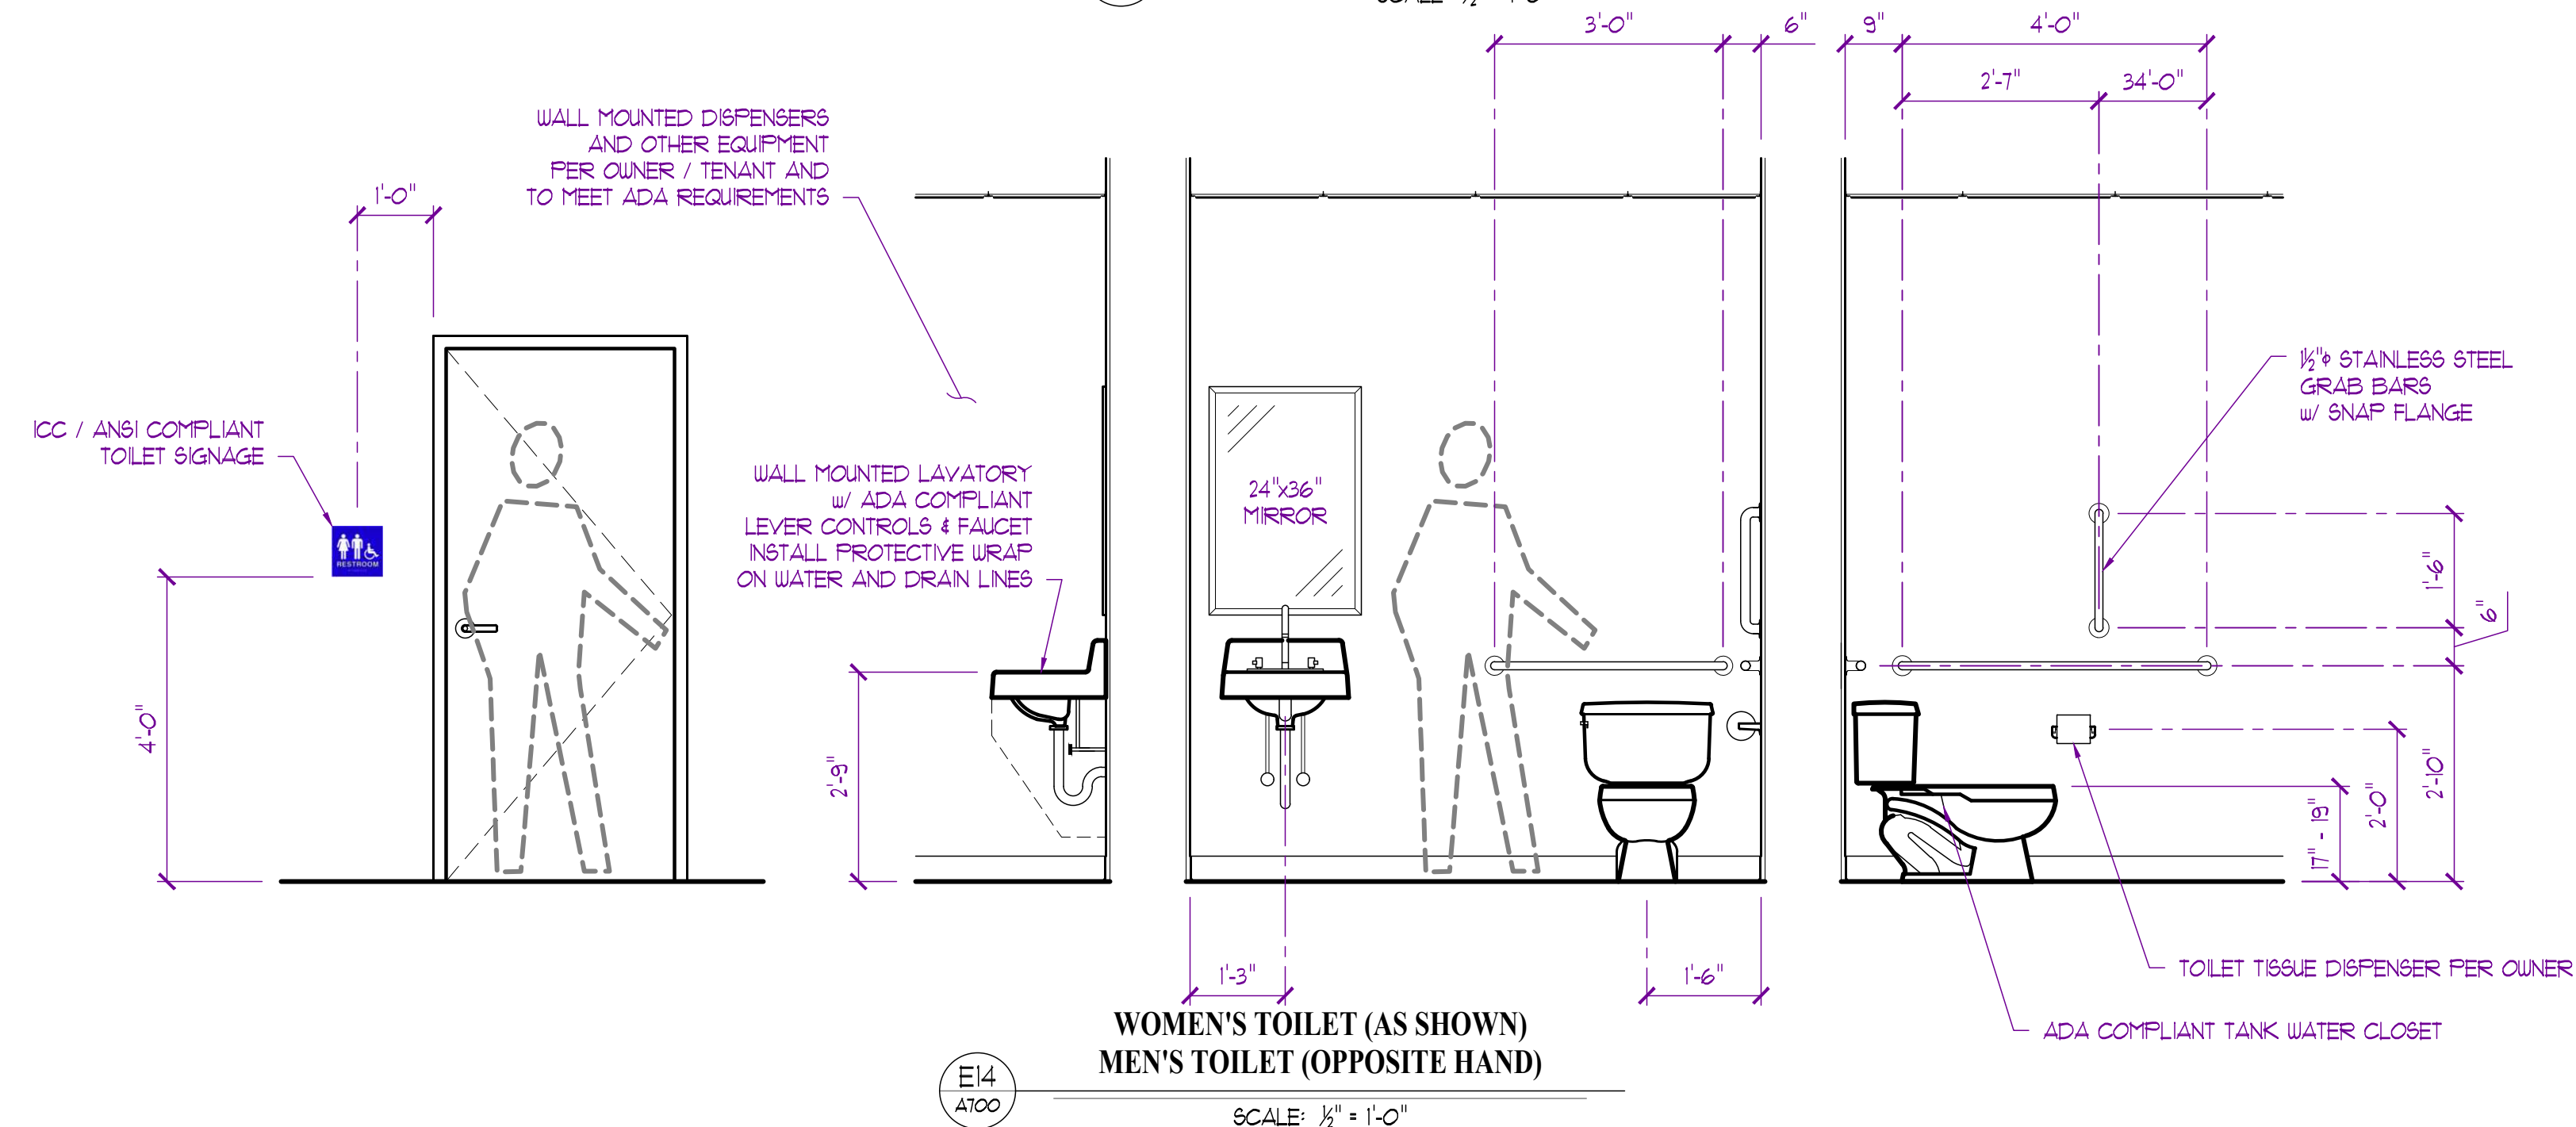 3'-0"
6"
9"
4'-0"
2'-7"
34'-0"
WALL MOUNTED DISPENSERS
AND OTHER EQUIPMENT
PER OWNER / TENANT AND
TO MEET ADA REQUIREMENTS
1'-0"
ICC / ANSI COMPLIANT
TOILET SIGNAGE
RESTROOM
4'-0"
WALL MOUNTED LAVATORY
w/ ADA COMPLIANT
LEVER CONTROLS & FAUCET
INSTALL PROTECTIVE WRAP
ON WATER AND DRAIN LINES
2'-9"
24"x36"
MIRROR
1½"ϕ STAINLESS STEEL
GRAB BARS
w/ SNAP FLANGE
1'-6"
6"
2'-10"
2'-0"
17" - 19"
1'-3"
1'-6"
TOILET TISSUE DISPENSER PER OWNER
ADA COMPLIANT TANK WATER CLOSET
WOMEN'S TOILET (AS SHOWN)
MEN'S TOILET (OPPOSITE HAND)
E14
A700
SCALE: ½" = 1'-0"